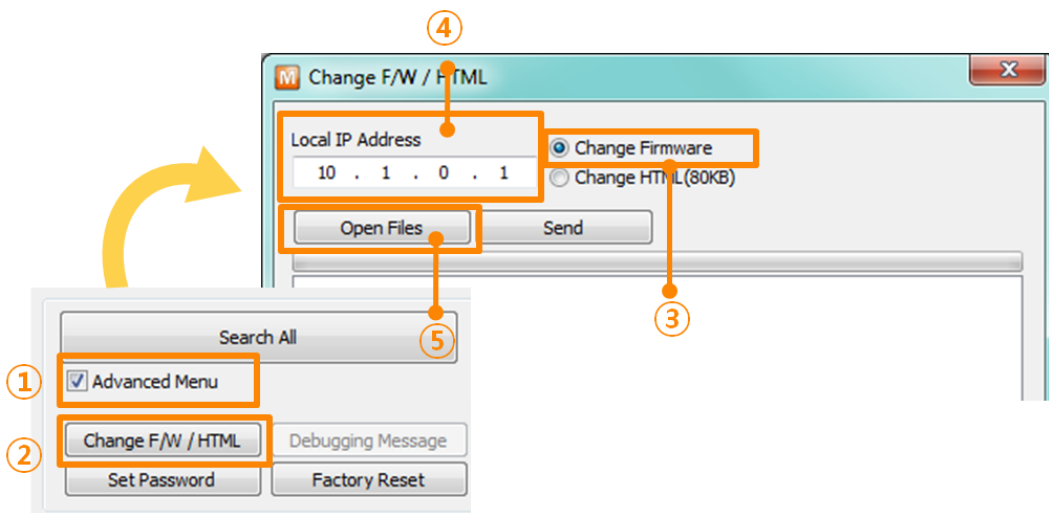 ④
M Change F/W / HTML
x
Local IP Address
10 . 1 . 0 . 1
Change Firmware
Change HTML(80KB)
Open Files
Send
③
⑤
Search All
① Advanced Menu
② Change F/W / HTML
Debugging Message
Set Password
Factory Reset